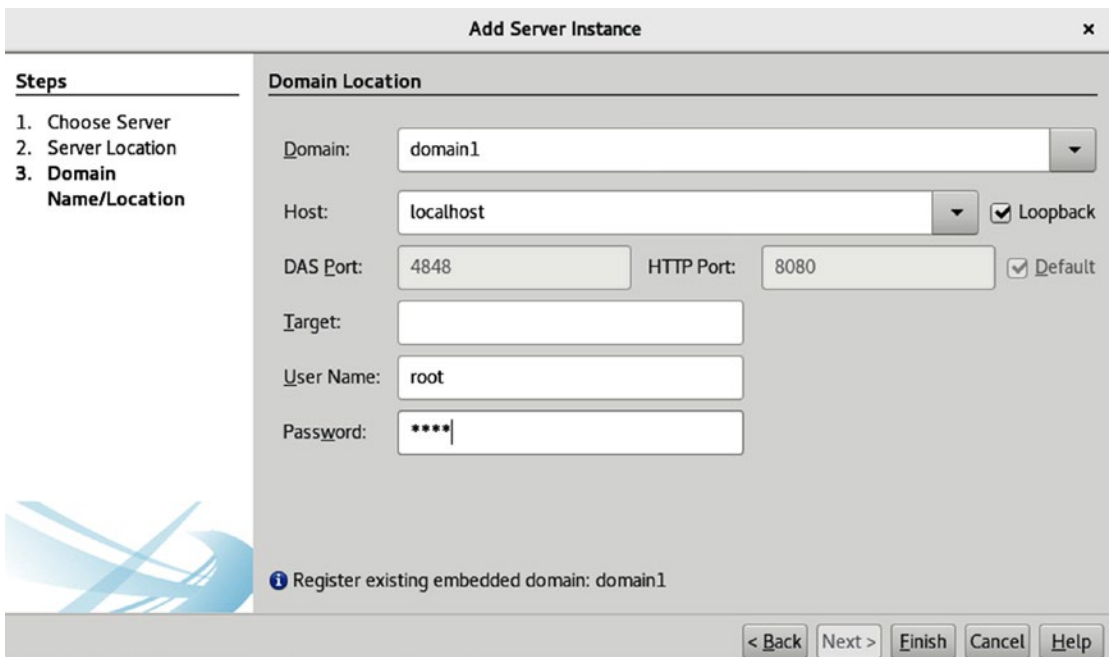 Add Server Instance
×
Steps
Domain Location
1. Choose Server
2. Server Location
3. Domain
Name/Location
Domain: domain1
Host: localhost Loopback
DAS Port: 4848 HTTP Port: 8080 Default
Target:
User Name: root
Password: ****
Register existing embedded domain: domain1
< Back Next > Finish Cancel Help